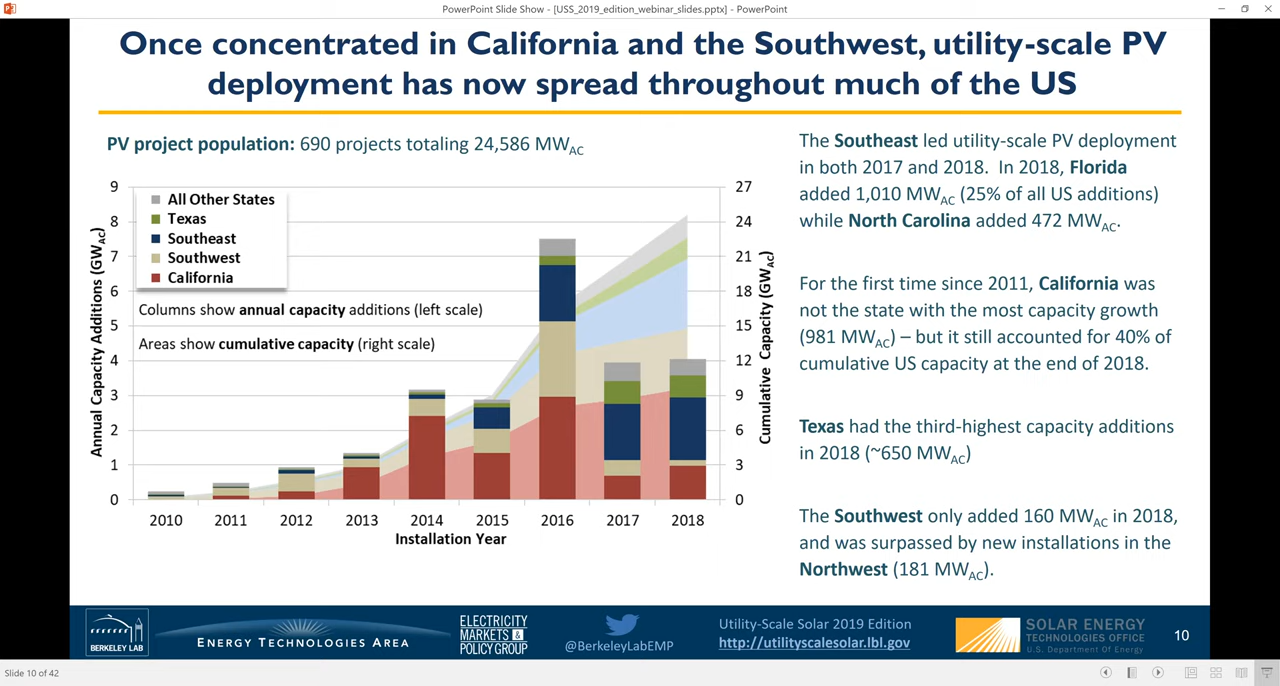 PowerPoint Slide Show - [USS_2019_edition_webinar_slides.pptx] - PowerPoint
Once concentrated in California and the Southwest, utility-scale PV
deployment has now spread throughout much of the US
PV project population: 690 projects totaling 24,586 MWAC
The Southeast led utility-scale PV deployment
in both 2017 and 2018. In 2018, Florida
added 1,010 MWAC (25% of all US additions)
while North Carolina added 472 MWAC.
For the first time since 2011, California was
not the state with the most capacity growth
(981 MWAC) – but it still accounted for 40% of
cumulative US capacity at the end of 2018.
Texas had the third-highest capacity additions
in 2018 (~650 MWAC)
The Southwest only added 160 MWAC in 2018,
and was surpassed by new installations in the
Northwest (181 MWAC).
Annual Capacity Additions (GWAC)
9
8
7
6
5
4
3
2
1
0
All Other States
Texas
Southeast
Southwest
California
Columns show annual capacity additions (left scale)
Areas show cumulative capacity (right scale)
27
24
21
18
15
12
9
6
3
0
Cumulative Capacity (GWAC)
2010 2011 2012 2013 2014 2015 2016 2017 2018
Installation Year
BERKELEY LAB
ENERGY TECHNOLOGIES AREA
ELECTRICITY
MARKETS &
POLICY GROUP
@BerkeleyLabEMP
Utility-Scale Solar 2019 Edition
http://utilityscalesolar.lbl.gov
SOLAR ENERGY
TECHNOLOGIES OFFICE
U.S. Department Of Energy
10
Slide 10 of 42